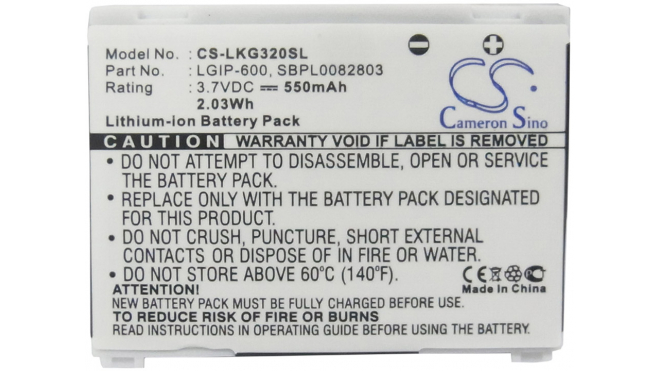 Model No. : CS-LKG320SL
Part No. : LGIP-600, SBPL0082803
Rating : 3.7VDC ⎓ 550mAh
2.03Wh
Lithium-ion Battery Pack
CS
Cameron Sino
CAUTION WARRANTY VOID IF LABEL IS REMOVED
• DO NOT ATTEMPT TO DISASSEMBLE, OPEN OR SERVICE
THE BATTERY PACK.
• REPLACE ONLY WITH THE BATTERY PACK DESIGNATED
FOR THIS PRODUCT.
• DO NOT CRUSH, PUNCTURE, SHORT EXTERNAL
CONTACTS OR DISPOSE OF IN FIRE OR WATER.
• DO NOT STORE ABOVE 60°C (140°F).
CE
Made in China
ATTENTION!
NEW BATTERY PACK MUST BE FULLY CHARGED BEFORE USE.
TO REDUCE RISK OF FIRE OR BURNS,
THIS PRODUCT, READ OPERATING GUIDE BEFORE USING BATTERY.